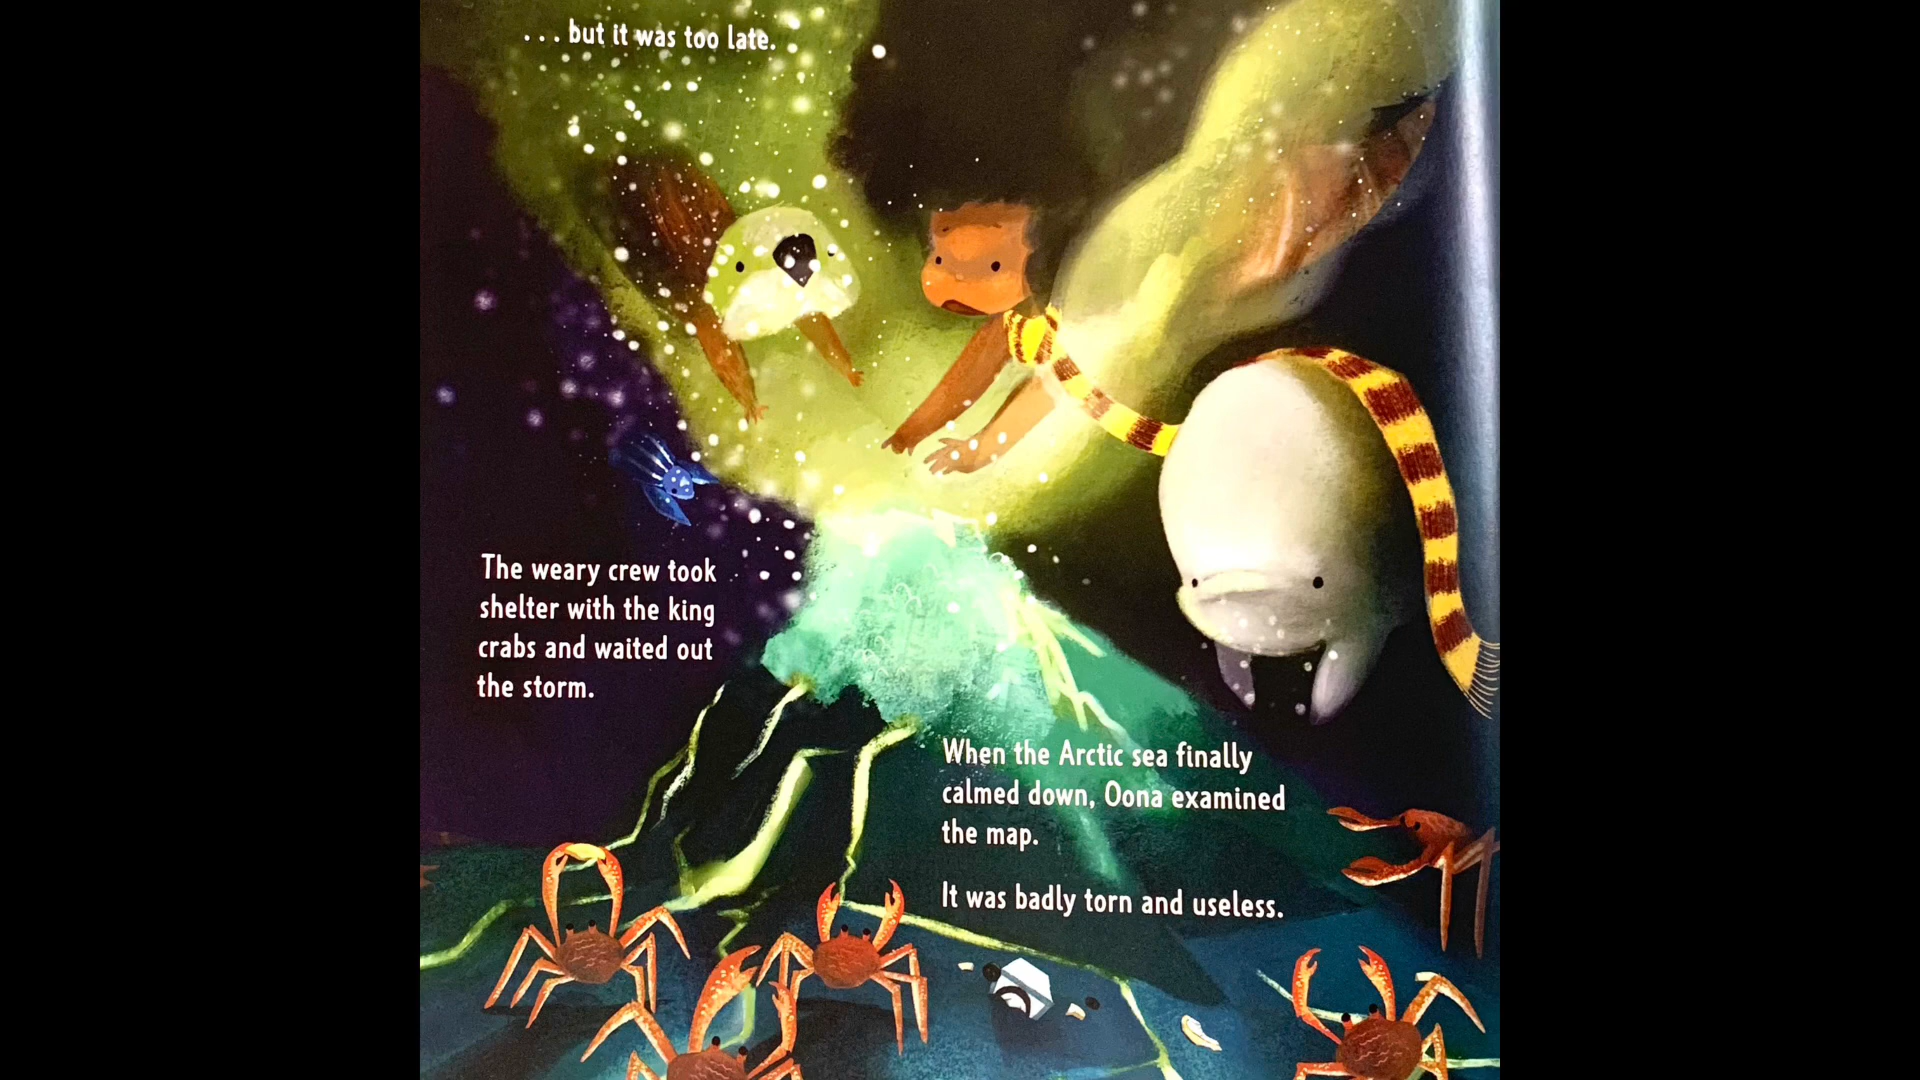 . . . but it was too late.
The weary crew took
shelter with the king
crabs and waited out
the storm.
When the Arctic sea finally
calmed down, Oona examined
the map.
It was badly torn and useless.